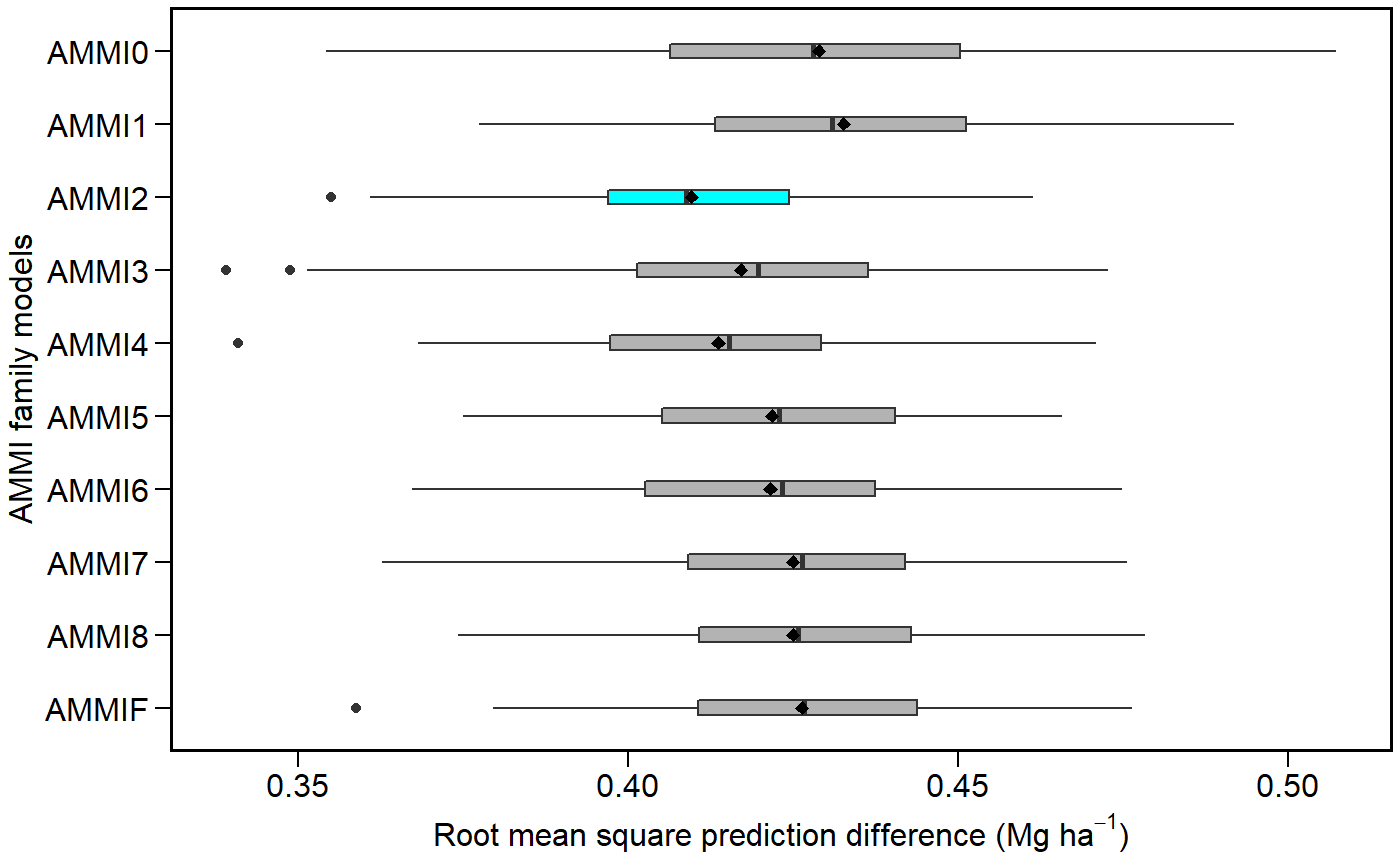 AMMI family models
AMMI0
AMMI1
AMMI2
AMMI3
AMMI4
AMMI5
AMMI6
AMMI7
AMMI8
AMMIF
0.35 0.40 0.45 0.50
Root mean square prediction difference (Mg ha⁻¹)